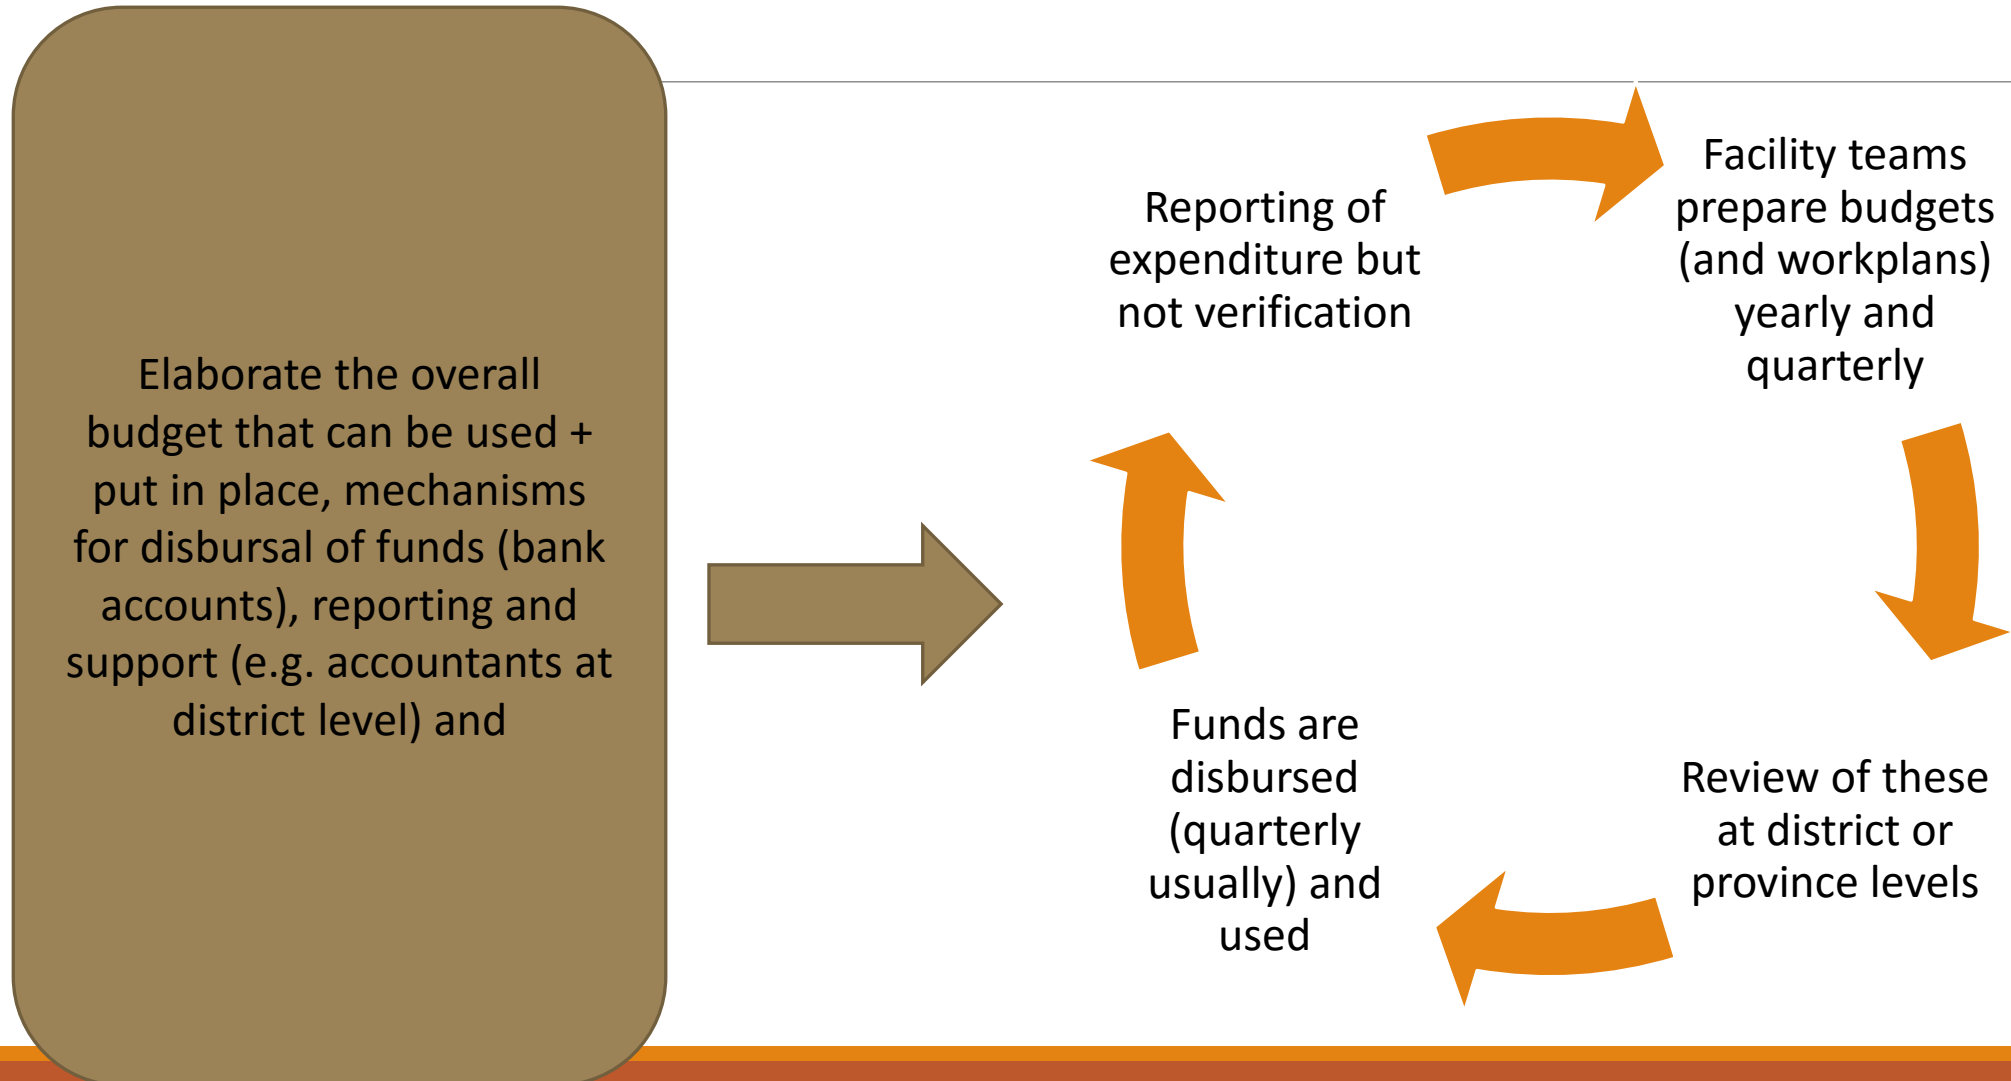 Elaborate the overall
budget that can be used +
put in place, mechanisms
for disbursal of funds (bank
accounts), reporting and
support (e.g. accountants at
district level) and
Reporting of
expenditure but
not verification
Facility teams
prepare budgets
(and workplans)
yearly and
quarterly
Review of these
at district or
province levels
Funds are
disbursed
(quarterly
usually) and
used